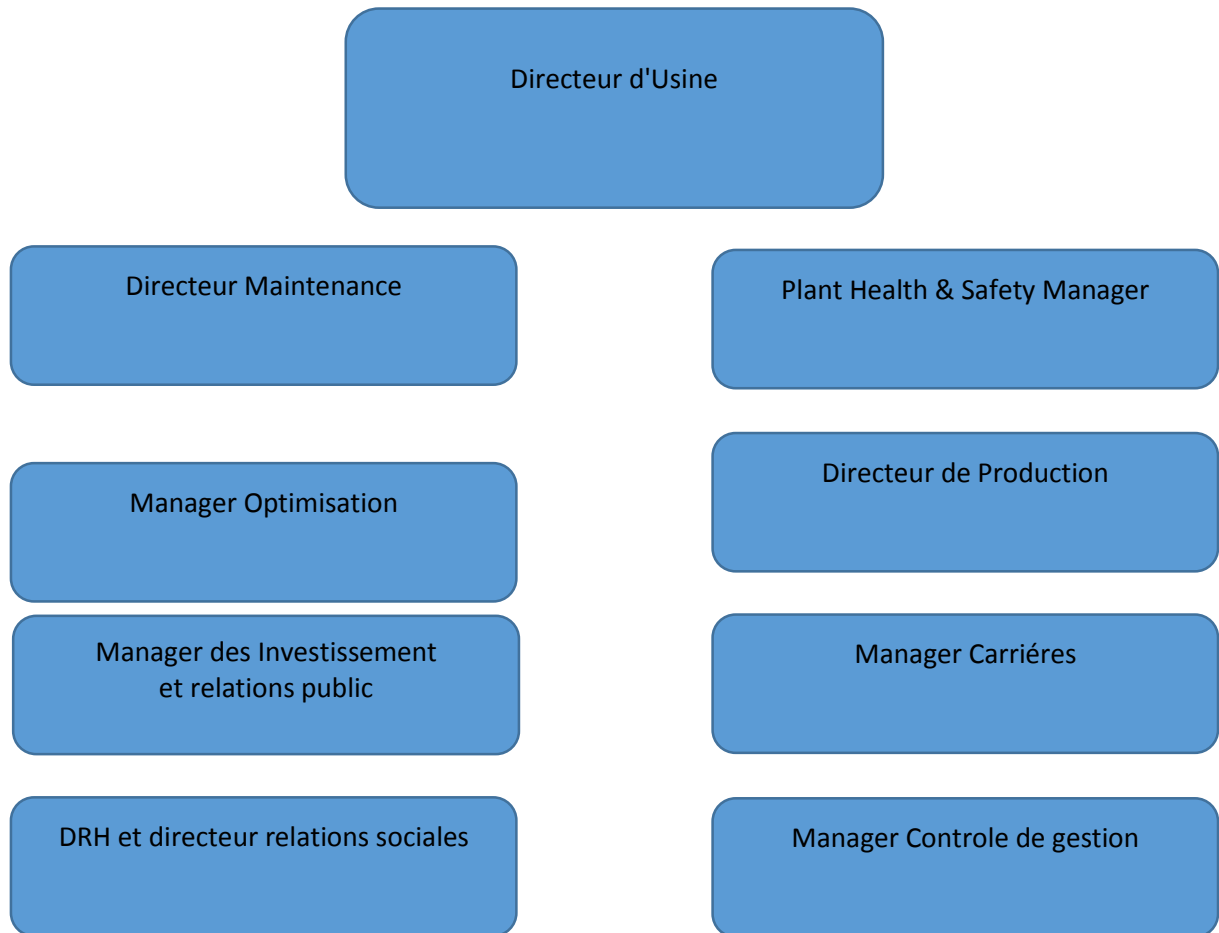 Directeur d'Usine
Directeur Maintenance
Plant Health & Safety Manager
Directeur de Production
Manager Optimisation
Manager des Investissement
et relations public
Manager Carriéres
DRH et directeur relations sociales
Manager Controle de gestion